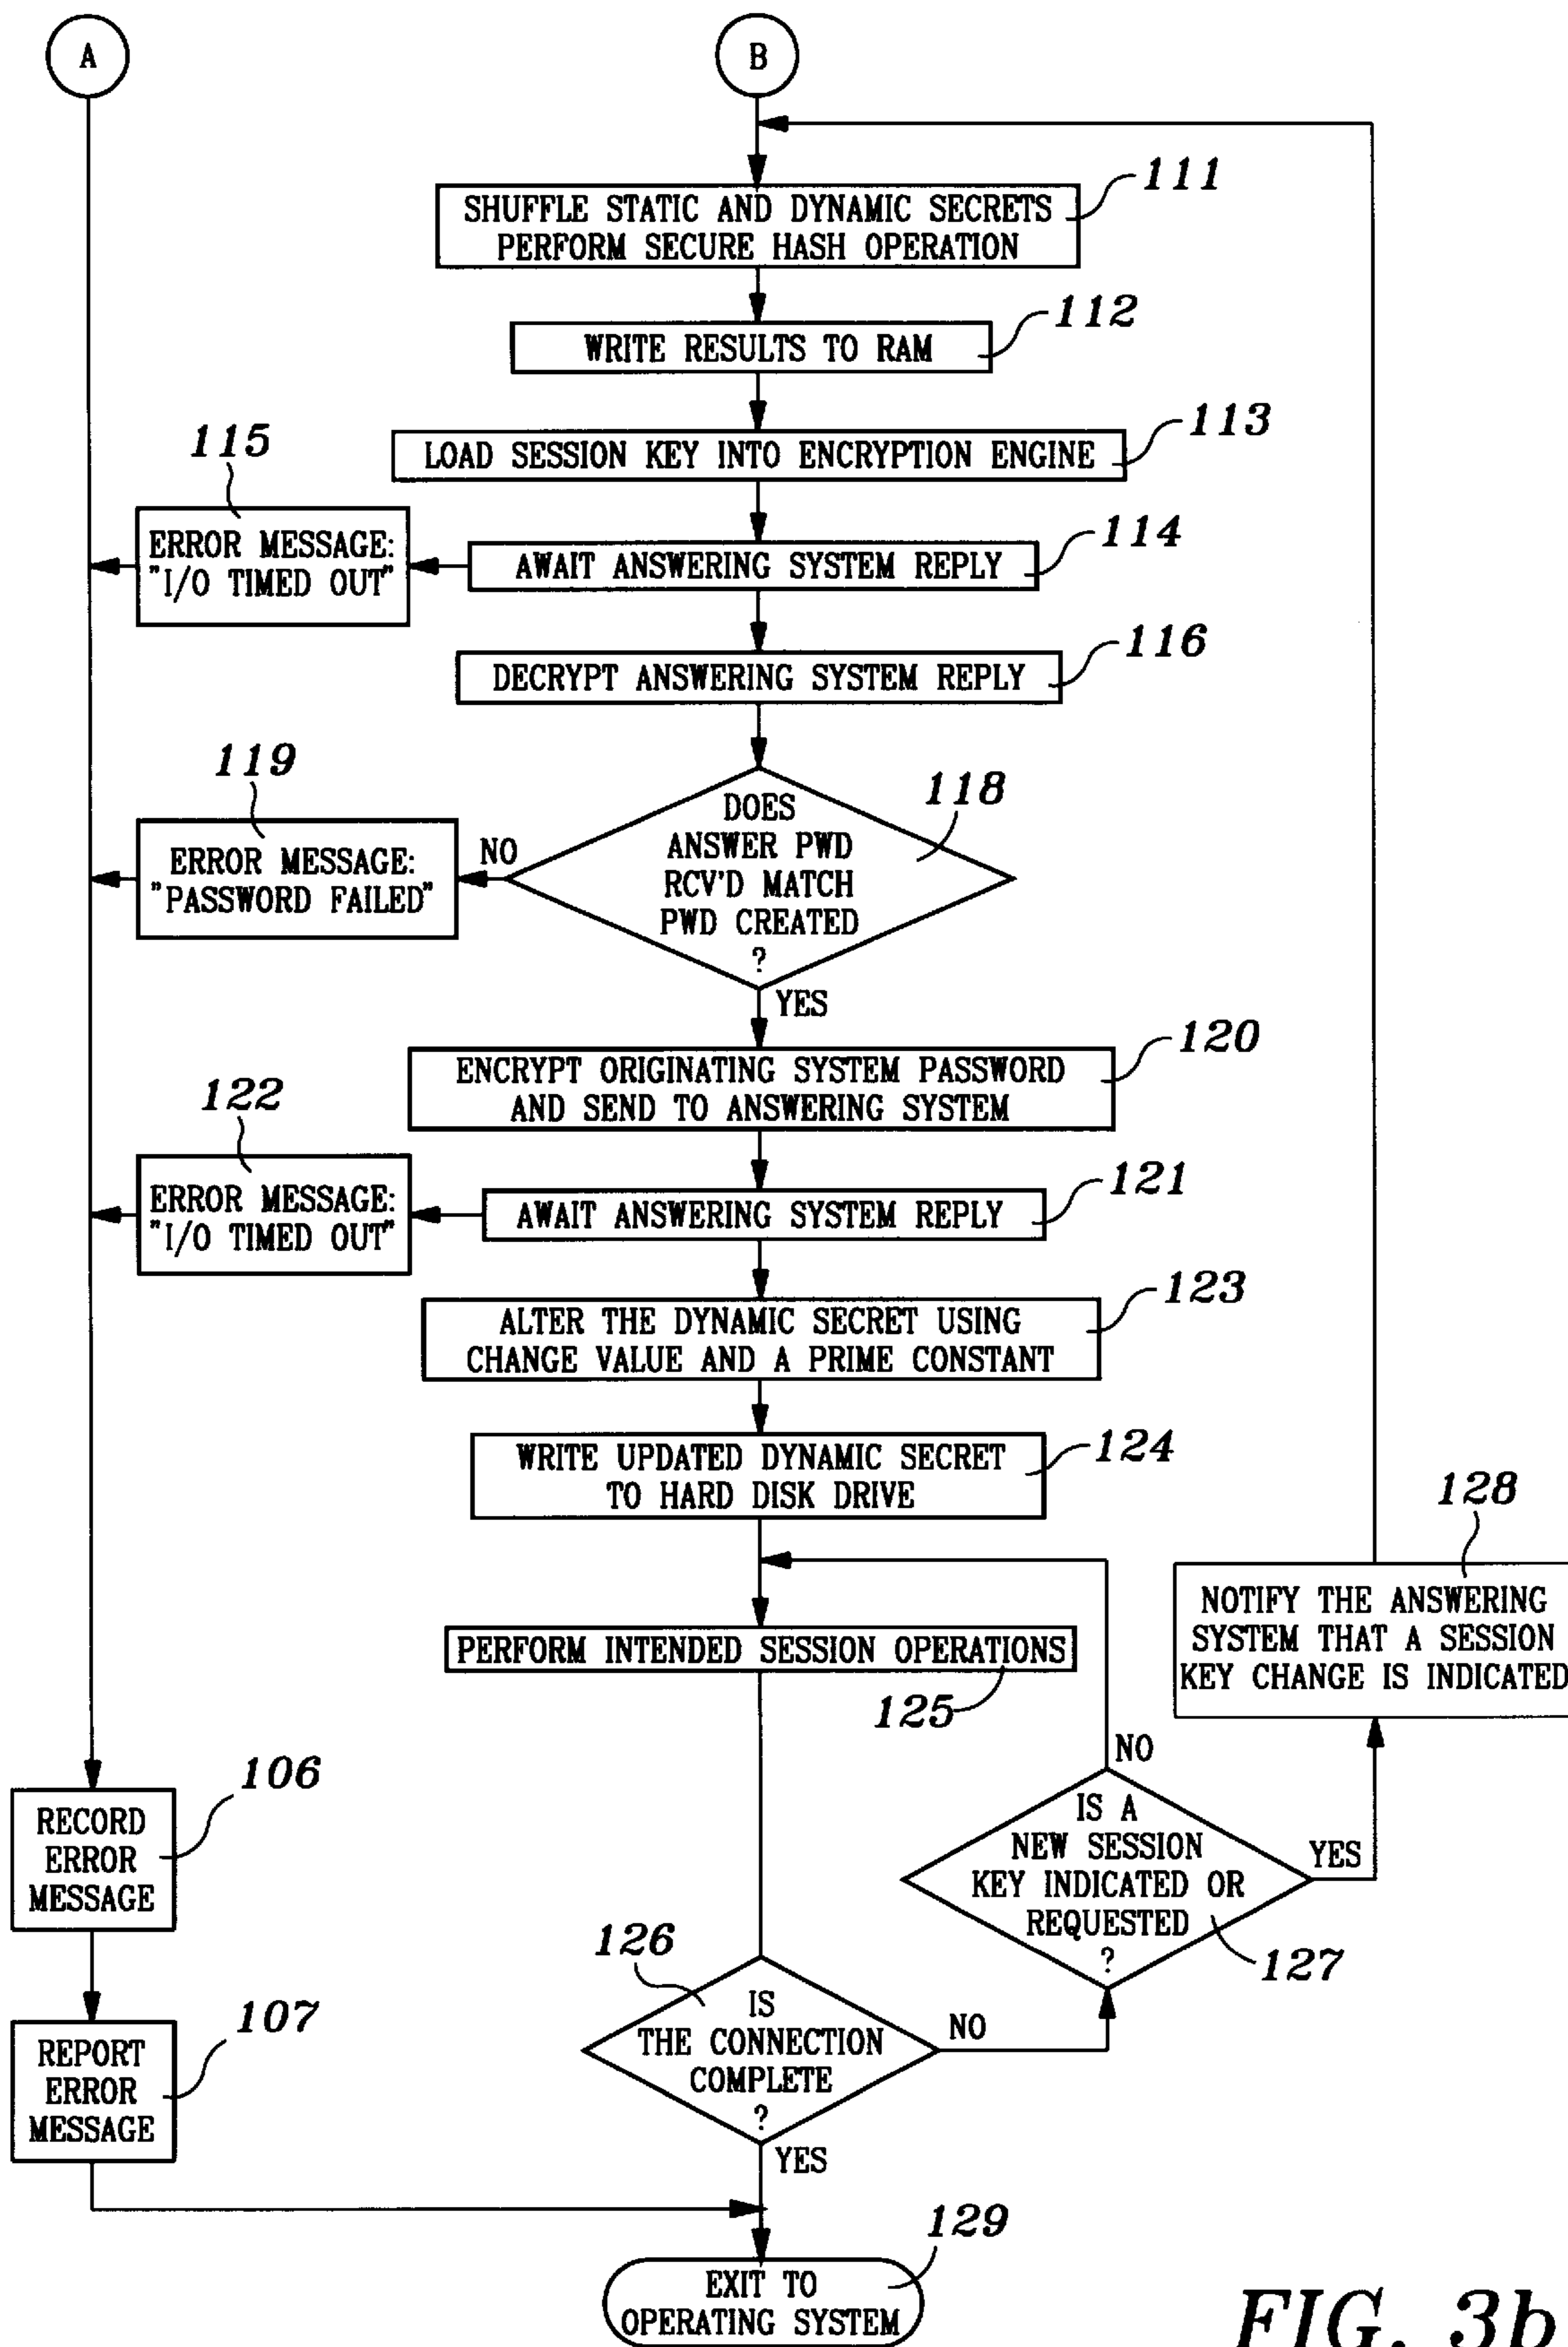 A
B
111
SHUFFLE STATIC AND DYNAMIC SECRETS
PERFORM SECURE HASH OPERATION
112
WRITE RESULTS TO RAM
113
LOAD SESSION KEY INTO ENCRYPTION ENGINE
115
ERROR MESSAGE:
"I/O TIMED OUT"
114
AWAIT ANSWERING SYSTEM REPLY
116
DECRYPT ANSWERING SYSTEM REPLY
119
ERROR MESSAGE:
"PASSWORD FAILED"
NO
118
DOES
ANSWER PWD
RCV'D MATCH
PWD CREATED
?
YES
120
ENCRYPT ORIGINATING SYSTEM PASSWORD
AND SEND TO ANSWERING SYSTEM
122
ERROR MESSAGE:
"I/O TIMED OUT"
121
AWAIT ANSWERING SYSTEM REPLY
123
ALTER THE DYNAMIC SECRET USING
CHANGE VALUE AND A PRIME CONSTANT
124
WRITE UPDATED DYNAMIC SECRET
TO HARD DISK DRIVE
128
NOTIFY THE ANSWERING
SYSTEM THAT A SESSION
KEY CHANGE IS INDICATED
PERFORM INTENDED SESSION OPERATIONS
125
NO
IS A
NEW SESSION
KEY INDICATED OR
REQUESTED
?
YES
127
106
RECORD
ERROR
MESSAGE
126
IS
THE CONNECTION
COMPLETE
?
NO
YES
107
REPORT
ERROR
MESSAGE
129
EXIT TO
OPERATING SYSTEM
FIG. 3b